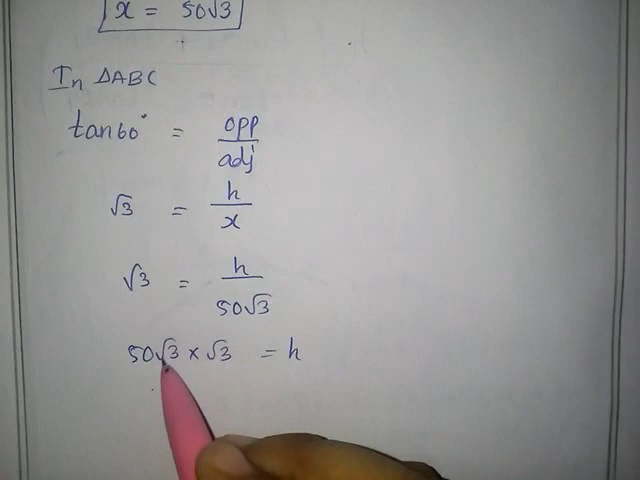 x = 50√3
In ΔABC
tan60° = opp/adj
√3 = h/x
√3 = h/50√3
50√3 × √3 = h